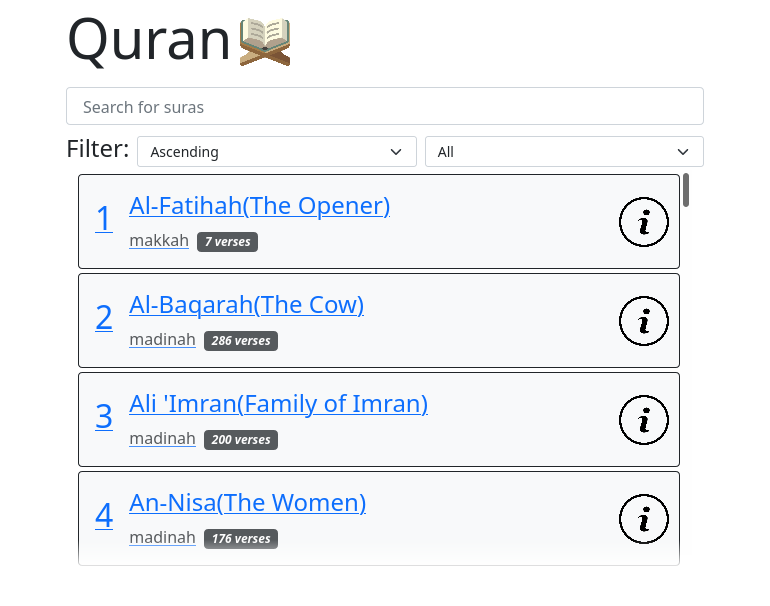 Quran
Search for suras
Filter: Ascending All
1 Al-Fatihah(The Opener)
makkah 7 verses
2 Al-Baqarah(The Cow)
madinah 286 verses
3 Ali 'Imran(Family of Imran)
madinah 200 verses
4 An-Nisa(The Women)
madinah 176 verses